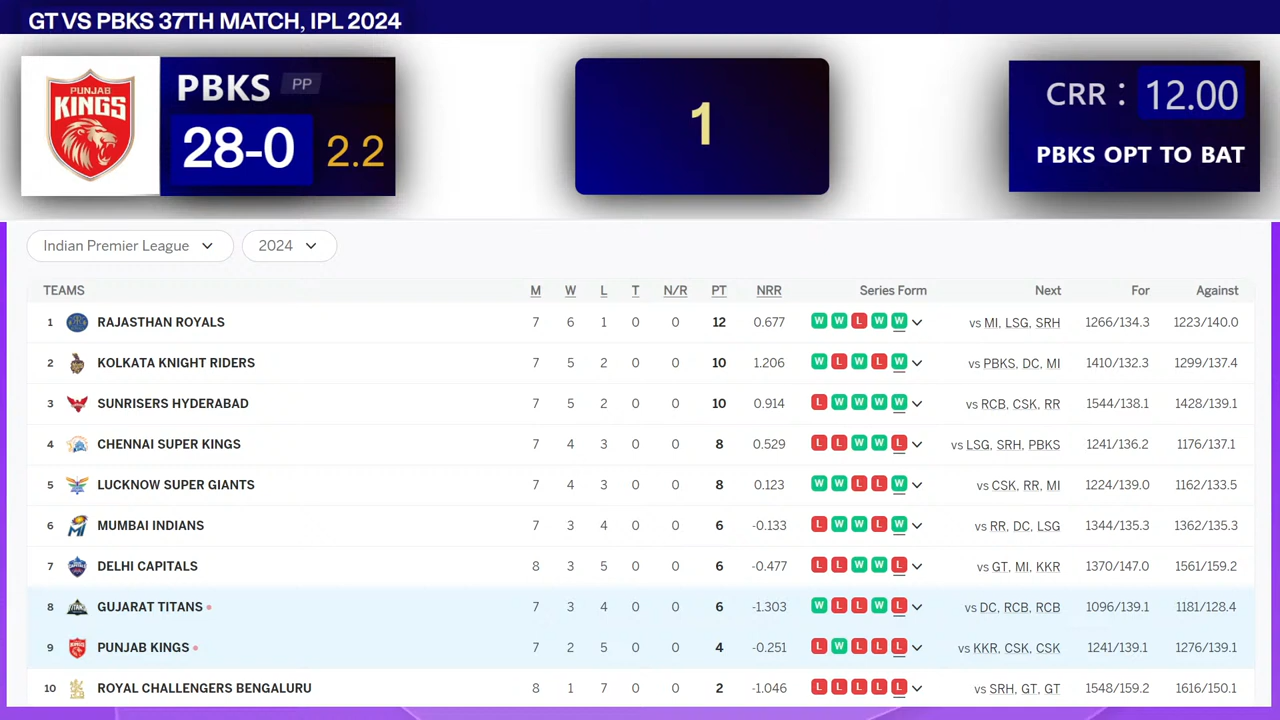 GT VS PBKS 37TH MATCH, IPL 2024
PUNJAB
KINGS
PBKS PP
28-0 2.2
1
CRR : 12.00
PBKS OPT TO BAT
Indian Premier League 2024
TEAMS M W L T N/R PT NRR Series Form Next For Against
1 RAJASTHAN ROYALS 7 6 1 0 0 12 0.677 W W L W W vs MI, LSG, SRH 1266/134.3 1223/140.0
2 KOLKATA KNIGHT RIDERS 7 5 2 0 0 10 1.206 W L W L W vs PBKS, DC, MI 1410/132.3 1299/137.4
3 SUNRISERS HYDERABAD 7 5 2 0 0 10 0.914 L W W W W vs RCB, CSK, RR 1544/138.1 1428/139.1
4 CHENNAI SUPER KINGS 7 4 3 0 0 8 0.529 L L W W L vs LSG, SRH, PBKS 1241/136.2 1176/137.1
5 LUCKNOW SUPER GIANTS 7 4 3 0 0 8 0.123 W W L L W vs CSK, RR, MI 1224/139.0 1162/133.5
6 MUMBAI INDIANS 7 3 4 0 0 6 -0.133 L W W L W vs RR, DC, LSG 1344/135.3 1362/135.3
7 DELHI CAPITALS 8 3 5 0 0 6 -0.477 L L W W L vs GT, MI, KKR 1370/147.0 1561/159.2
8 GUJARAT TITANS 7 3 4 0 0 6 -1.303 W L L W L vs DC, RCB, RCB 1096/139.1 1181/128.4
9 PUNJAB KINGS 7 2 5 0 0 4 -0.251 L W L L L vs KKR, CSK, CSK 1241/139.1 1276/139.1
10 ROYAL CHALLENGERS BENGALURU 8 1 7 0 0 2 -1.046 L L L L L vs SRH, GT, GT 1548/159.2 1616/150.1